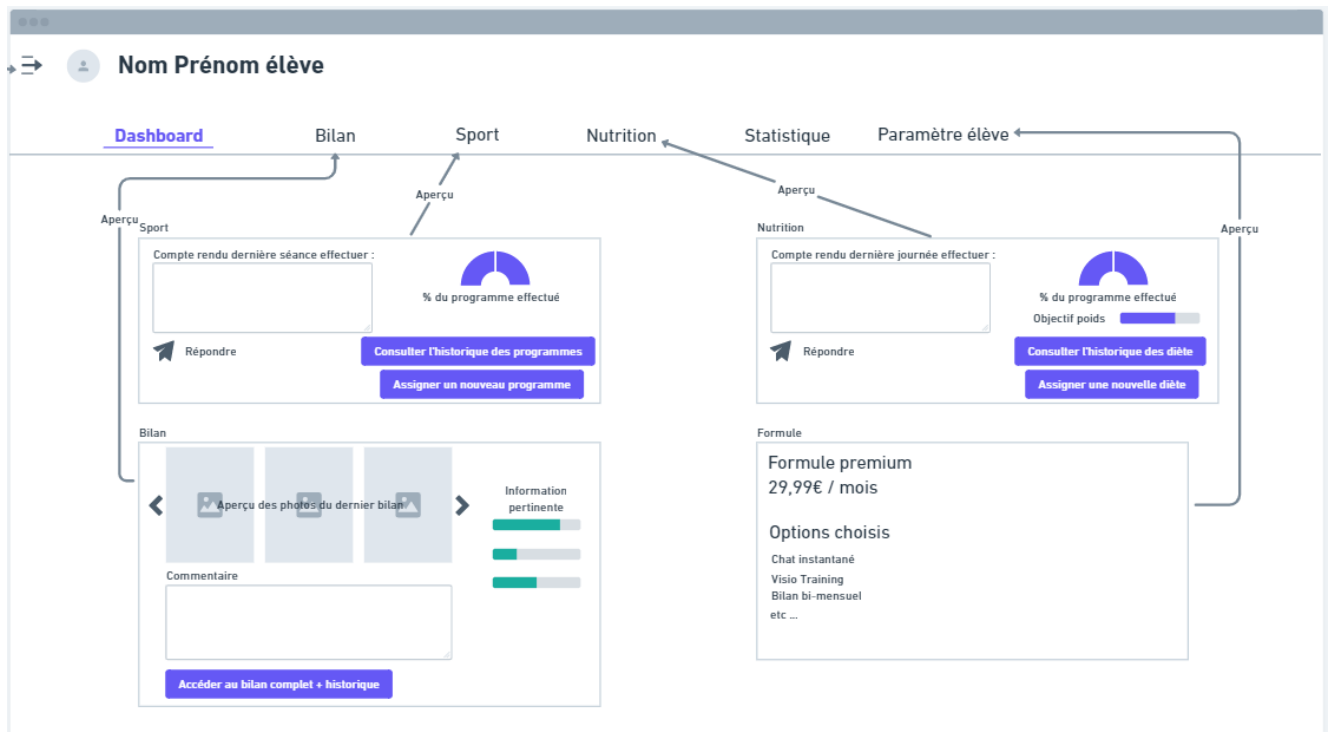 Nom Prénom élève
Dashboard
Bilan
Sport
Nutrition
Statistique
Paramètre élève
Aperçu
Aperçu
Aperçu
Aperçu
Sport
Compte rendu dernière séance effectuer :
% du programme effectué
Répondre
Consulter l'historique des programmes
Assigner un nouveau programme
Nutrition
Compte rendu dernière journée effectuer :
% du programme effectué
Objectif poids
Répondre
Consulter l'historique des diète
Assigner une nouvelle diète
Bilan
Aperçu des photos du dernier bilan
Information
pertinente
Commentaire
Accéder au bilan complet + historique
Formule
Formule premium
29,99€ / mois
Options choisis
Chat instantané
Visio Training
Bilan bi-mensuel
etc ...